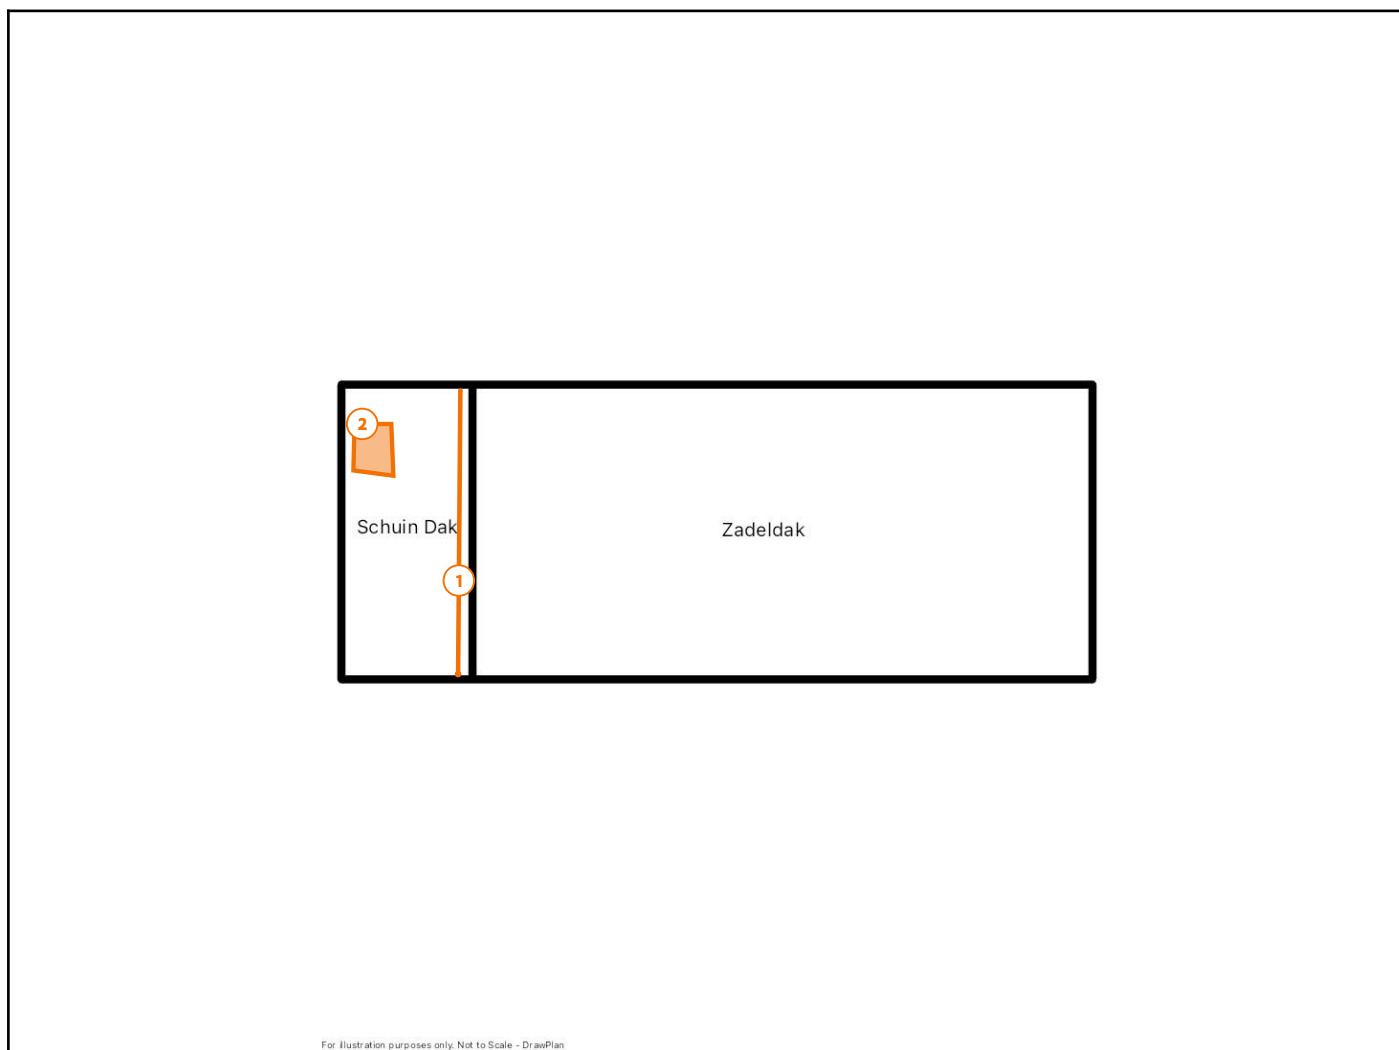 2
Schuin Dak
Zadeldak
1
For illustration purposes only. Not to Scale - DrawPlan